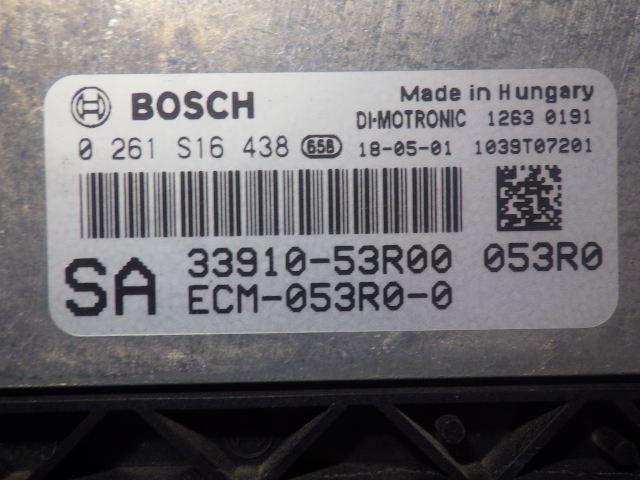 BOSCH
Made in Hungary
DI-MOTRONIC 1263 0191
0 261 S16 438 658 18-05-01 1039T07201
SA
33910-53R00 053R0
ECM-053R0-0